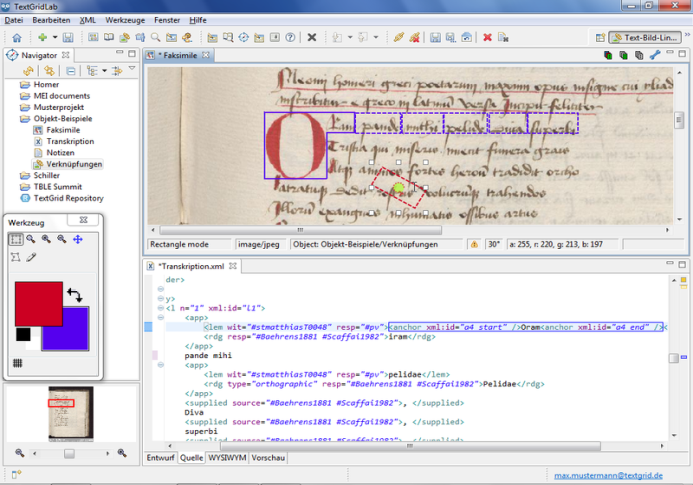 TextGridLab
Datei Bearbeiten XML Werkzeuge Fenster Hilfe
Text-Bild-Lin...
Navigator
Homer
MEI documents
Musterprojekt
Objekt-Beispiele
Faksimile
Transkription
Notizen
Verknüpfungen
Schiller
TBLE Summit
TextGrid Repository
Werkzeug
* Faksimile
Rectangle mode image/jpeg Object: Objekt-Beispiele/Verknüpfungen 30° a: 255, r: 220, g: 213, b: 197
*Transkription.xml
der>
y>
<l n="1" xml:id="l1">
<app>
<lem wit="#stmatthiasT0048" resp="#pv"><anchor xml:id="a4_start" />Oram<anchor xml:id="a4_end" /><
<rdg resp="#Baehrens1881 #Scaffai1982">iram</rdg>
</app>
pande mihi
<app>
<lem wit="#stmatthiasT0048" resp="#pv">pelidae</lem>
<rdg type="orthographic" resp="#Baehrens1881 #Scaffai1982">Pelidae</rdg>
</app>
<supplied source="#Baehrens1881 #Scaffai1982">, </supplied>
Diva
<supplied source="#Baehrens1881 #Scaffai1982">, </supplied>
superbi
<supplied source="#Baehrens1881 #Scaffai1982">, </supplied>
Entwurf Quelle WYSIWYM Vorschau
max.mustermann@textgrid.de